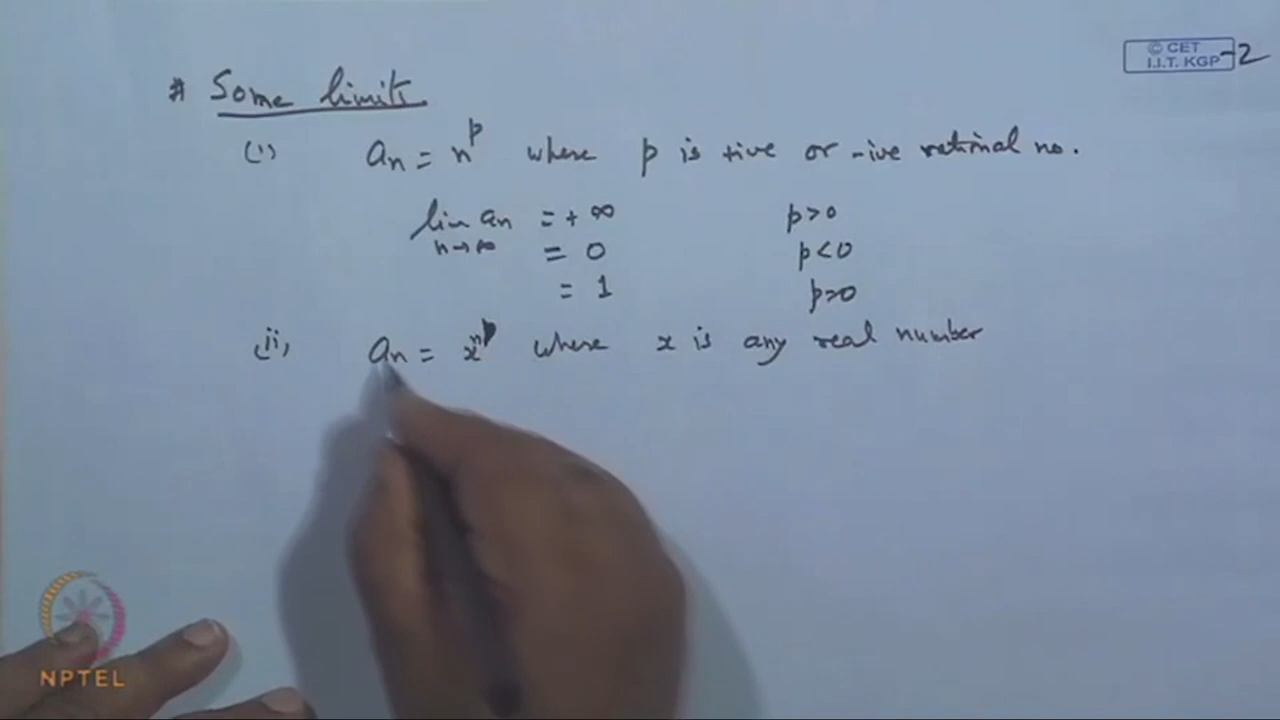 © CET
I.I.T. KGP -2
# Some limits
(i) an = n^p where p is +ive or -ive rational no.
lim an = + ∞ p>0
n→∞ = 0 p<0
= 1 p=0
(ii) an = x^n where x is any real number
NPTEL